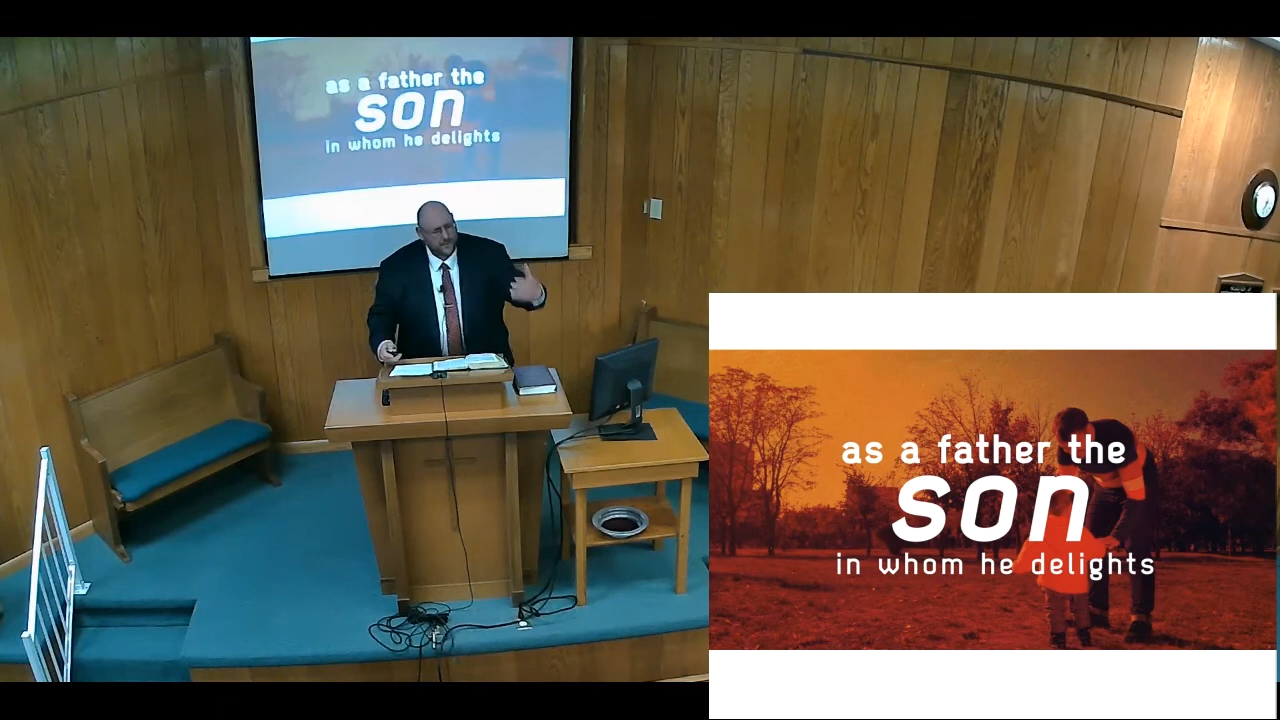 as a father the
son
in whom he delights
as a father the
son
in whom he delights